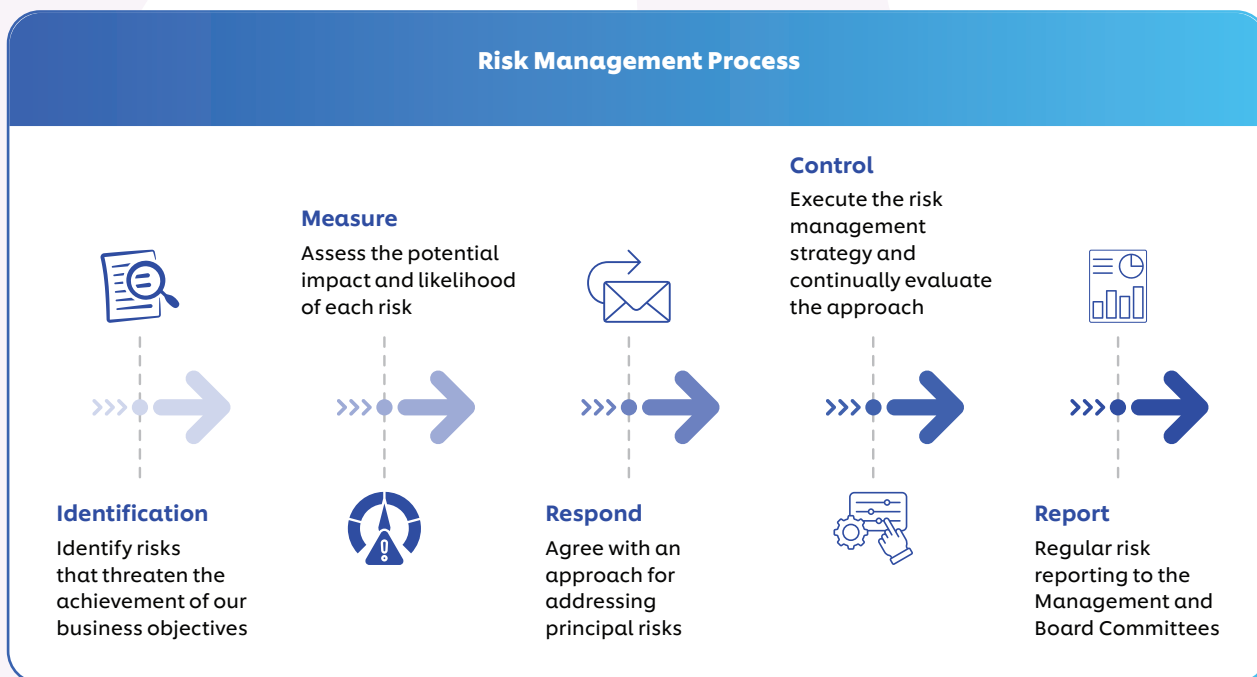 Risk Management Process
Identification
Identify risks
that threaten the
achievement of our
business objectives
Measure
Assess the potential
impact and likelihood
of each risk
Respond
Agree with an
approach for
addressing
principal risks
Control
Execute the risk
management
strategy and
continually evaluate
the approach
Report
Regular risk
reporting to the
Management and
Board Committees